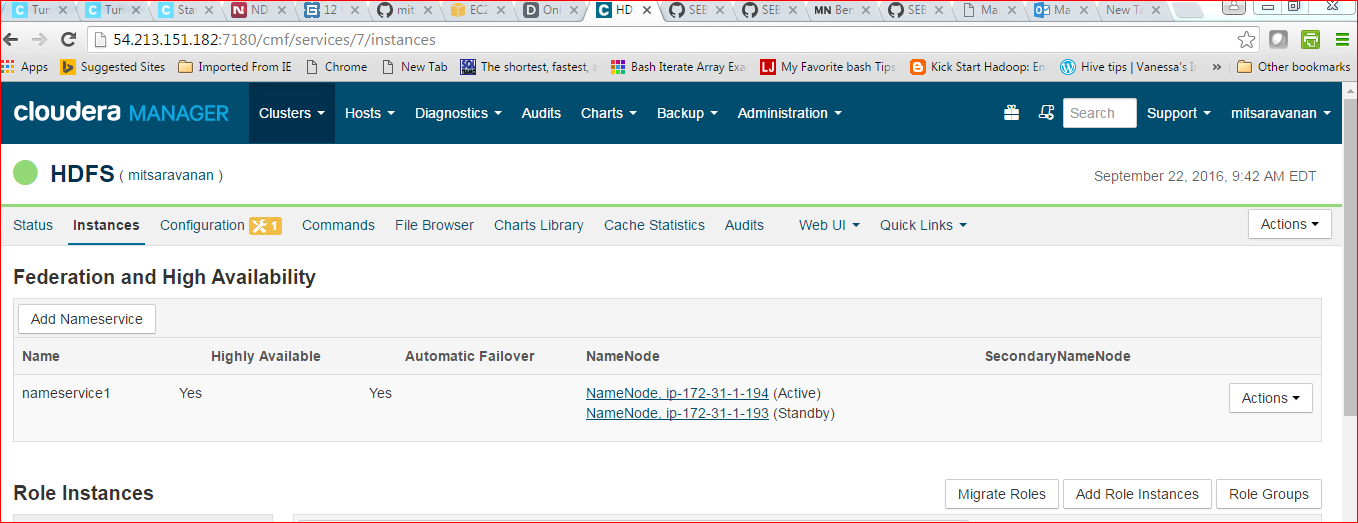 Tur Tur Sta ND 12 mit EC2 Onl HD SEE Ma Ma New Ta
54.213.151.182:7180/cmf/services/7/instances
Apps Suggested Sites Imported From IE Chrome New Tab The shortest, fastest, Bash Iterate Array Exa My Favorite bash Tips Kick Start Hadoop: En Hive tips | Vanessa's I » Other bookmarks
cloudera MANAGER Clusters Hosts Diagnostics Audits Charts Backup Administration Search Support mitsaravanan
HDFS ( mitsaravanan ) September 22, 2016, 9:42 AM EDT
Status Instances Configuration 1 Commands File Browser Charts Library Cache Statistics Audits Web UI Quick Links Actions
Federation and High Availability
Add Nameservice
Name Highly Available Automatic Failover NameNode SecondaryNameNode
nameservice1 Yes Yes NameNode, ip-172-31-1-194 (Active) Actions
NameNode, ip-172-31-1-193 (Standby)
Role Instances Migrate Roles Add Role Instances Role Groups